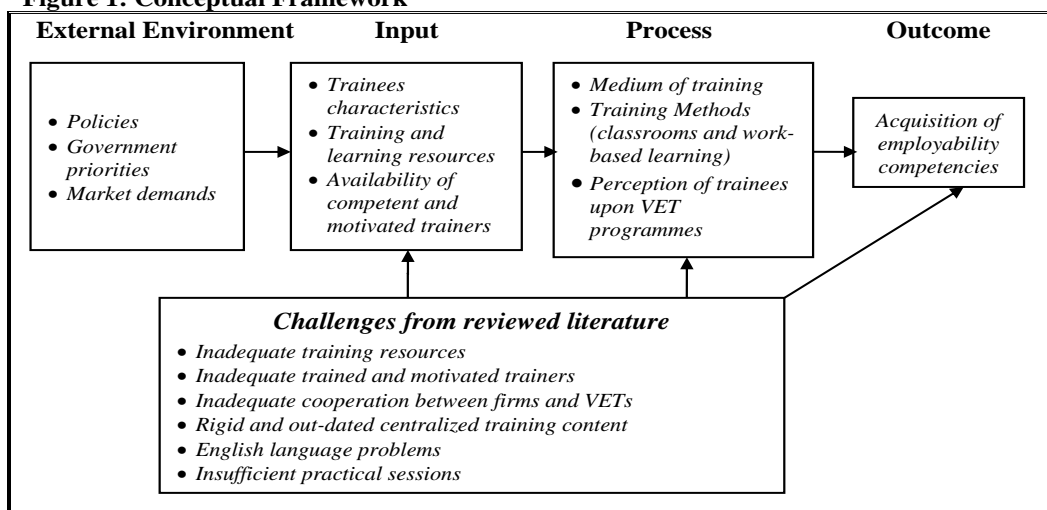 Figure 1: Conceptual Framework
External Environment
Input
Process
Outcome
• Policies
• Government
priorities
• Market demands
• Trainees
characteristics
• Training and
learning resources
• Availability of
competent and
motivated trainers
• Medium of training
• Training Methods
(classrooms and work-
based learning)
• Perception of trainees
upon VET
programmes
Acquisition of
employability
competencies
Challenges from reviewed literature
• Inadequate training resources
• Inadequate trained and motivated trainers
• Inadequate cooperation between firms and VETs
• Rigid and out-dated centralized training content
• English language problems
• Insufficient practical sessions